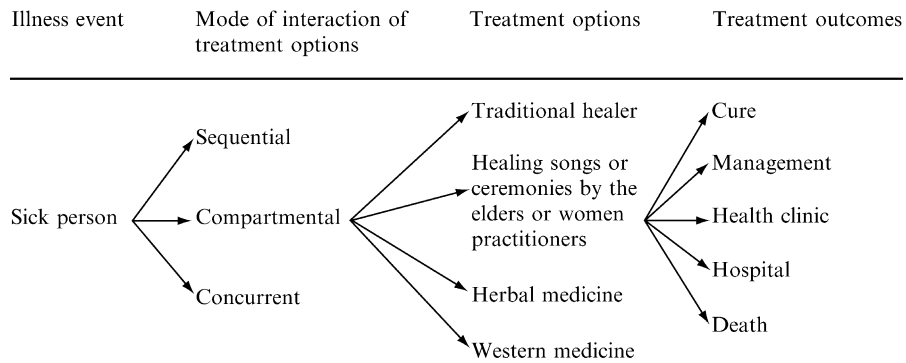 Illness event
Mode of interaction of
treatment options
Treatment options
Treatment outcomes
Sick person
Sequential
Compartmental
Concurrent
Traditional healer
Healing songs or
ceremonies by the
elders or women
practitioners
Herbal medicine
Western medicine
Cure
Management
Health clinic
Hospital
Death